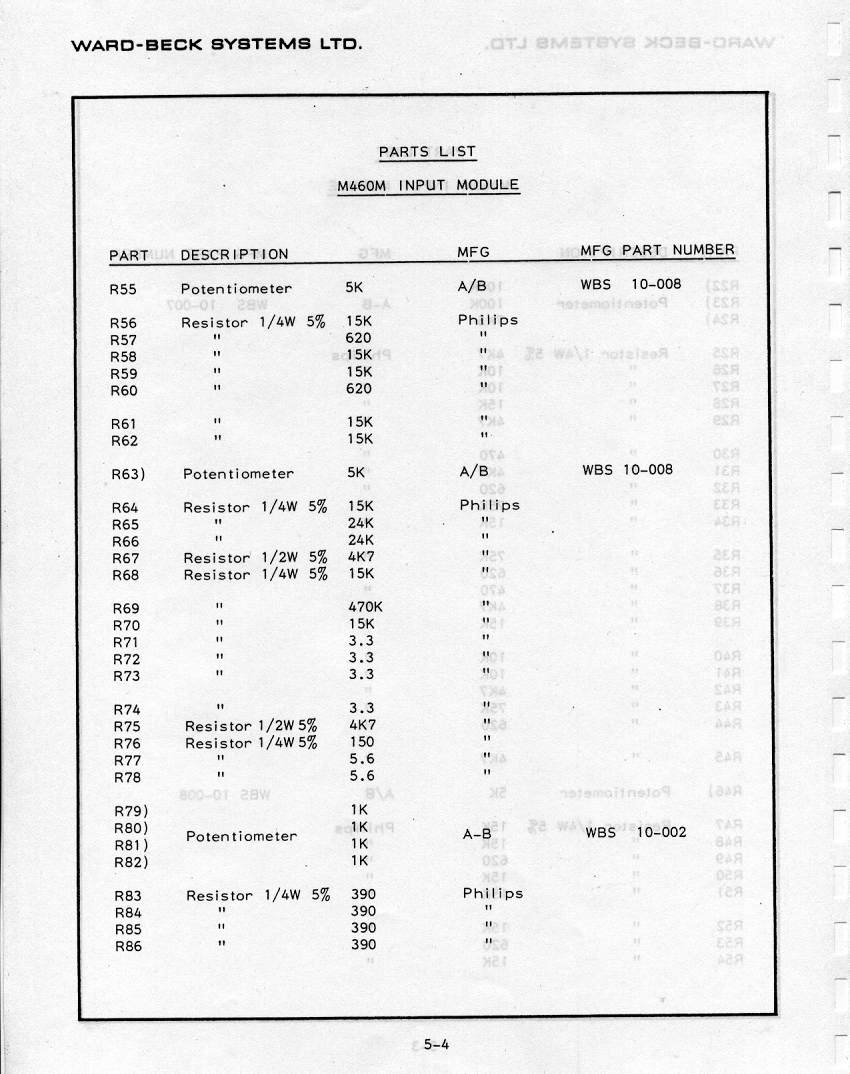 WARD-BECK SYSTEMS LTD.
PARTS LIST
M460M INPUT MODULE
PART DESCRIPTION MFG MFG PART NUMBER
R55 Potentiometer 5K A/B WBS 10-008
R56 Resistor 1/4W 5% 15K Philips
R57 " 620 "
R58 " 15K "
R59 " 15K "
R60 " 620 "
R61 " 15K "
R62 " 15K "
R63) Potentiometer 5K A/B WBS 10-008
R64 Resistor 1/4W 5% 15K Philips
R65 " 24K "
R66 " 24K "
R67 Resistor 1/2W 5% 4K7 "
R68 Resistor 1/4W 5% 15K "
R69 " 470K "
R70 " 15K "
R71 " 3.3 "
R72 " 3.3 "
R73 " 3.3 "
R74 " 3.3 "
R75 Resistor 1/2W 5% 4K7 "
R76 Resistor 1/4W 5% 150 "
R77 " 5.6 "
R78 " 5.6 "
R79) 1K
R80) 1K
Potentiometer A-B WBS 10-002
R81) 1K
R82) 1K
R83 Resistor 1/4W 5% 390 Philips
R84 " 390 "
R85 " 390 "
R86 " 390 "
5-4